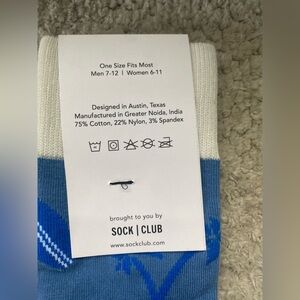 One Size Fits Most
Men 7-12 | Women 6-11
Designed in Austin, Texas
Manufactured in Greater Noida, India
75% Cotton, 22% Nylon, 3% Spandex
brought to you by
SOCK | CLUB
www.sockclub.com